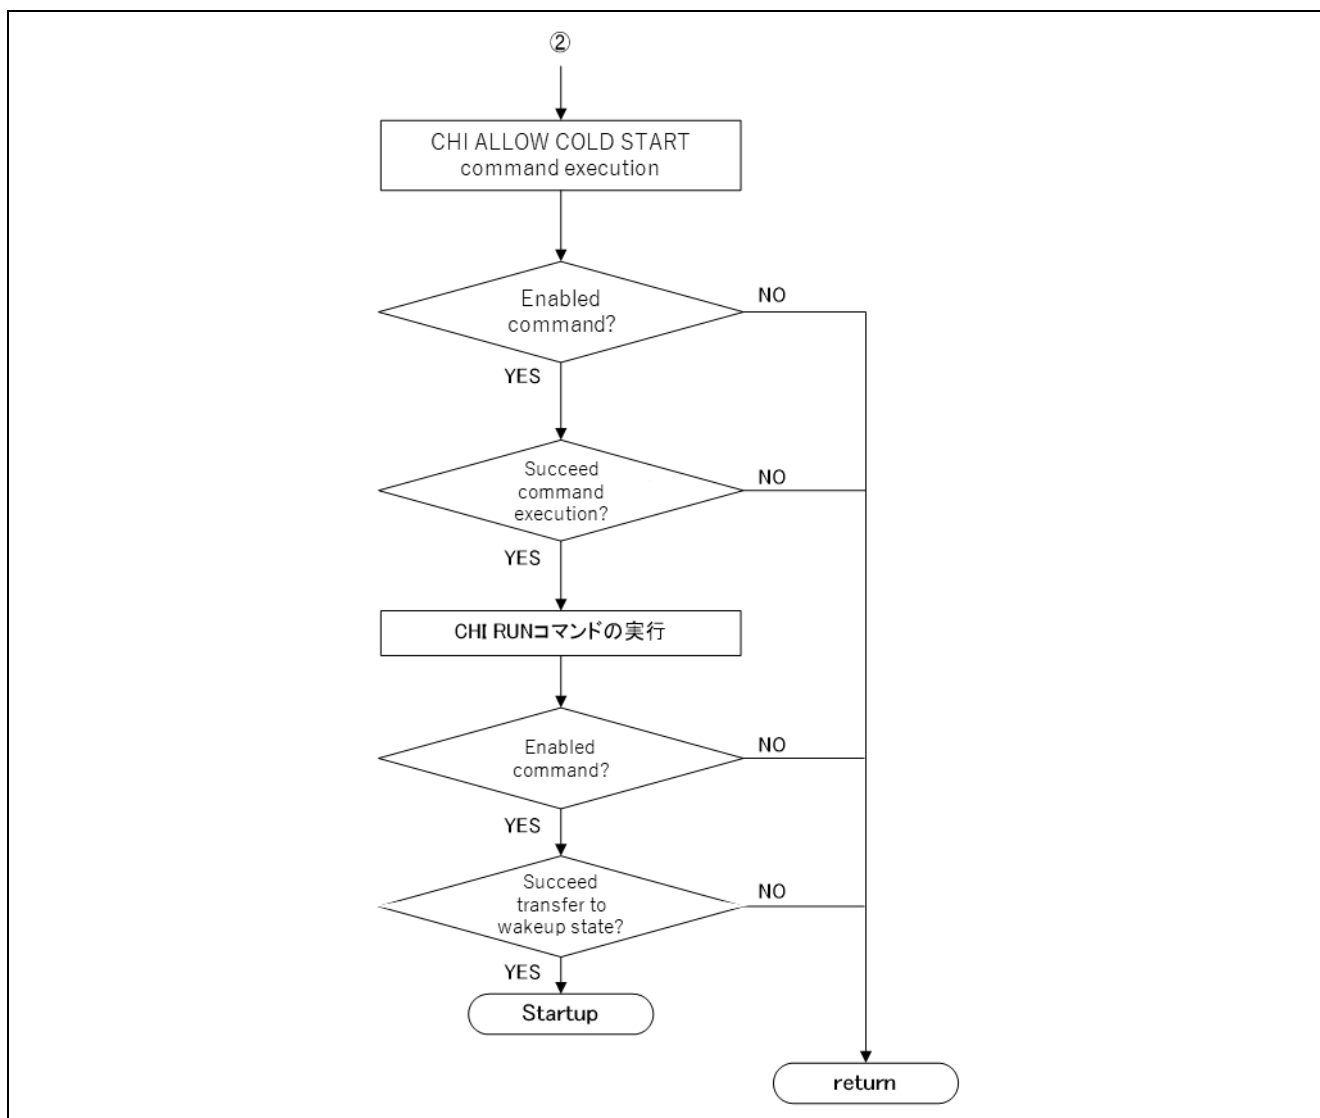 ②
CHI ALLOW COLD START
command execution
Enabled
command?
NO
YES
Succeed
command
execution?
NO
YES
CHI RUNコマンドの実行
Enabled
command?
NO
YES
Succeed
transfer to
wakeup state?
NO
YES
Startup
return